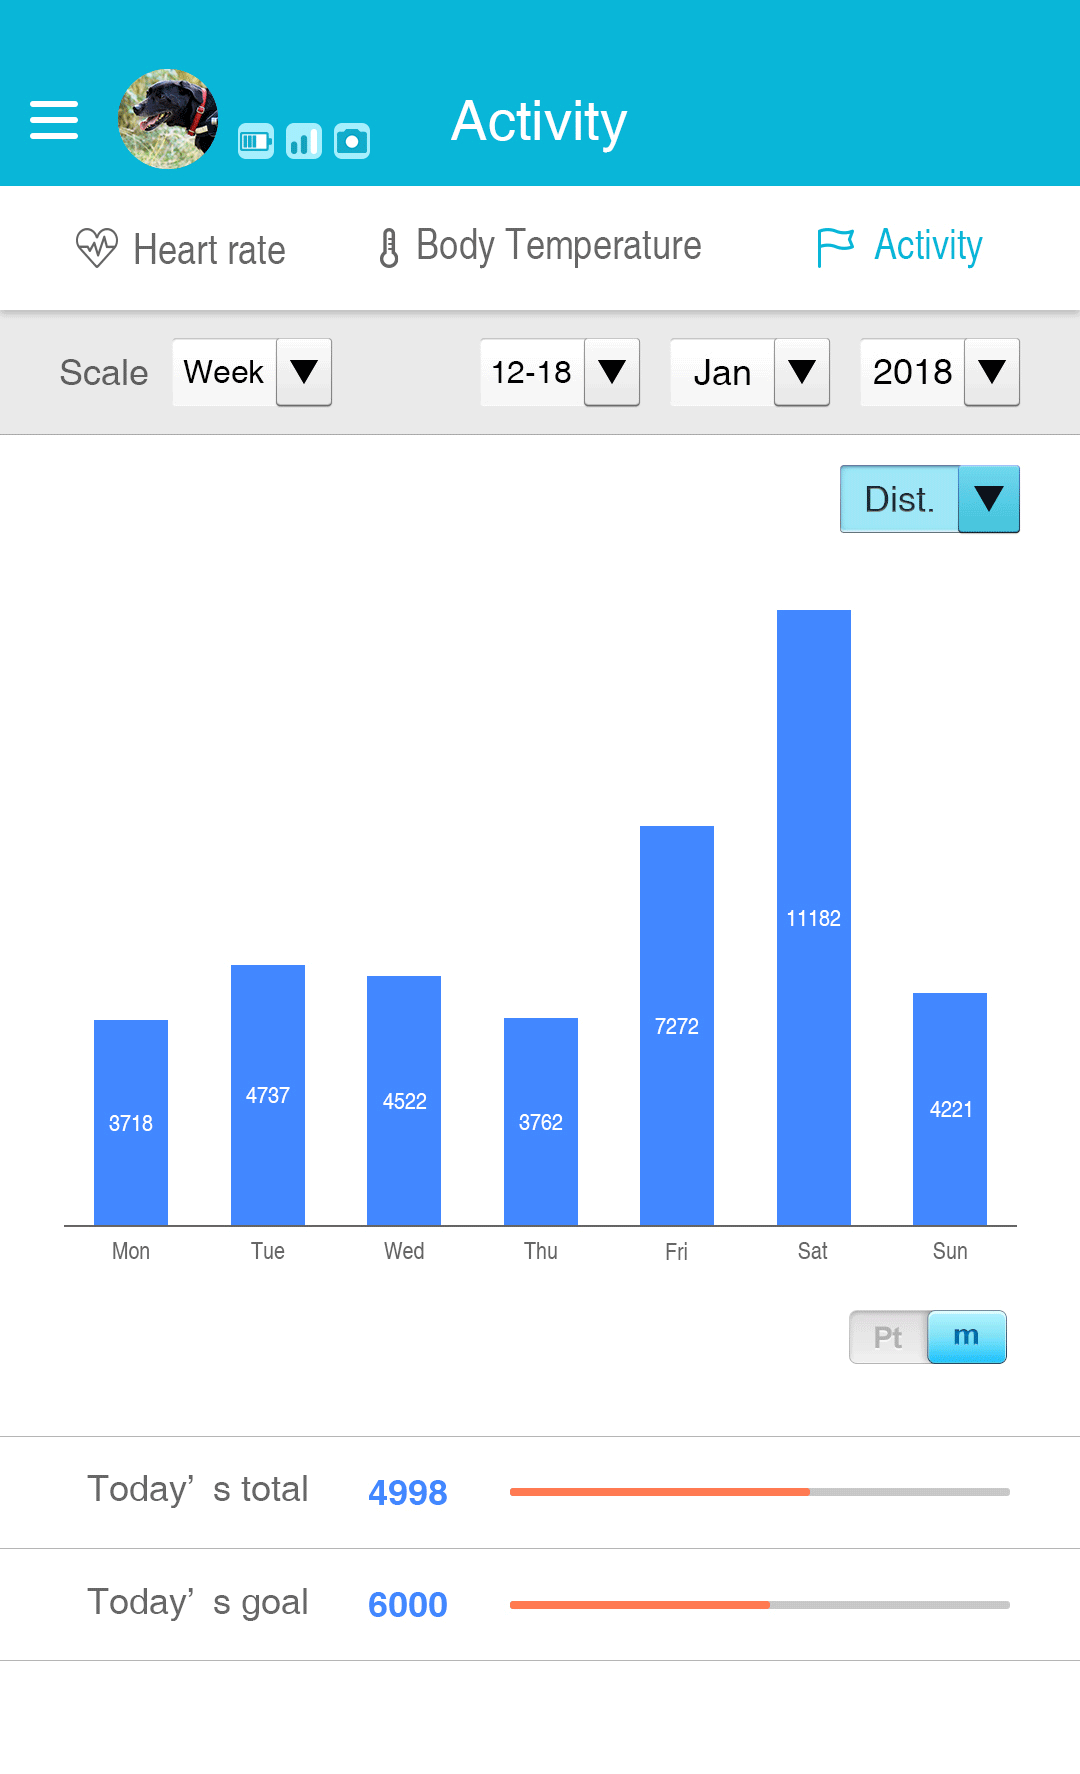 Activity
Heart rate
Body Temperature
Activity
Scale
Week
12-18
Jan
2018
Dist.
3718
4737
4522
3762
7272
11182
4221
Mon
Tue
Wed
Thu
Fri
Sat
Sun
Pt
m
Today’ s total
4998
Today’ s goal
6000